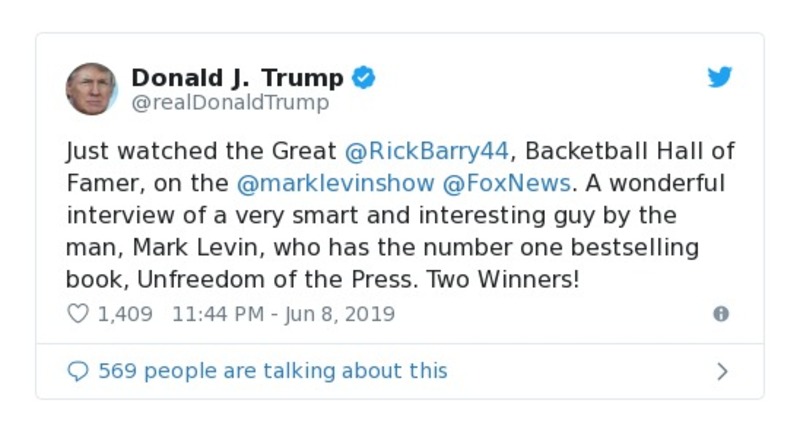 Donald J. Trump
@realDonaldTrump
Just watched the Great @RickBarry44, Backetball Hall of
Famer, on the @marklevinshow @FoxNews. A wonderful
interview of a very smart and interesting guy by the
man, Mark Levin, who has the number one bestselling
book, Unfreedom of the Press. Two Winners!
1,409 11:44 PM - Jun 8, 2019
569 people are talking about this